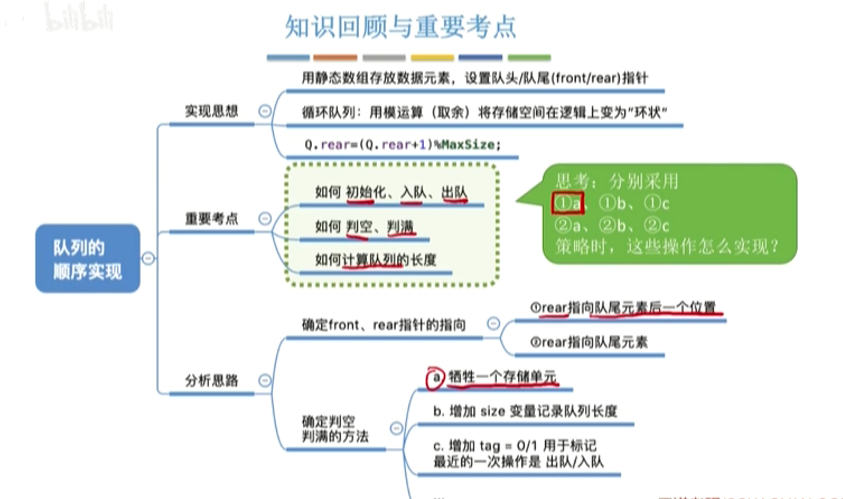 bilibili
知识回顾与重要考点
用静态数组存放数据元素，设置队头/队尾(front/rear)指针
实现思想
循环队列：用模运算（取余）将存储空间在逻辑上变为"环状"
Q.rear=(Q.rear+1)%MaxSize;
如何 初始化、入队、出队
重要考点
如何 判空、判满
如何计算队列的长度
思考：分别采用
①a、①b、①c
②a、②b、②c
策略时，这些操作怎么实现？
队列的
顺序实现
①rear指向队尾元素后一个位置
确定front、rear指针的指向
②rear指向队尾元素
分析思路
a 牺牲一个存储单元
确定判空
判满的方法
b. 增加 size 变量记录队列长度
c. 增加 tag = 0/1 用于标记
最近的一次操作是 出队/入队